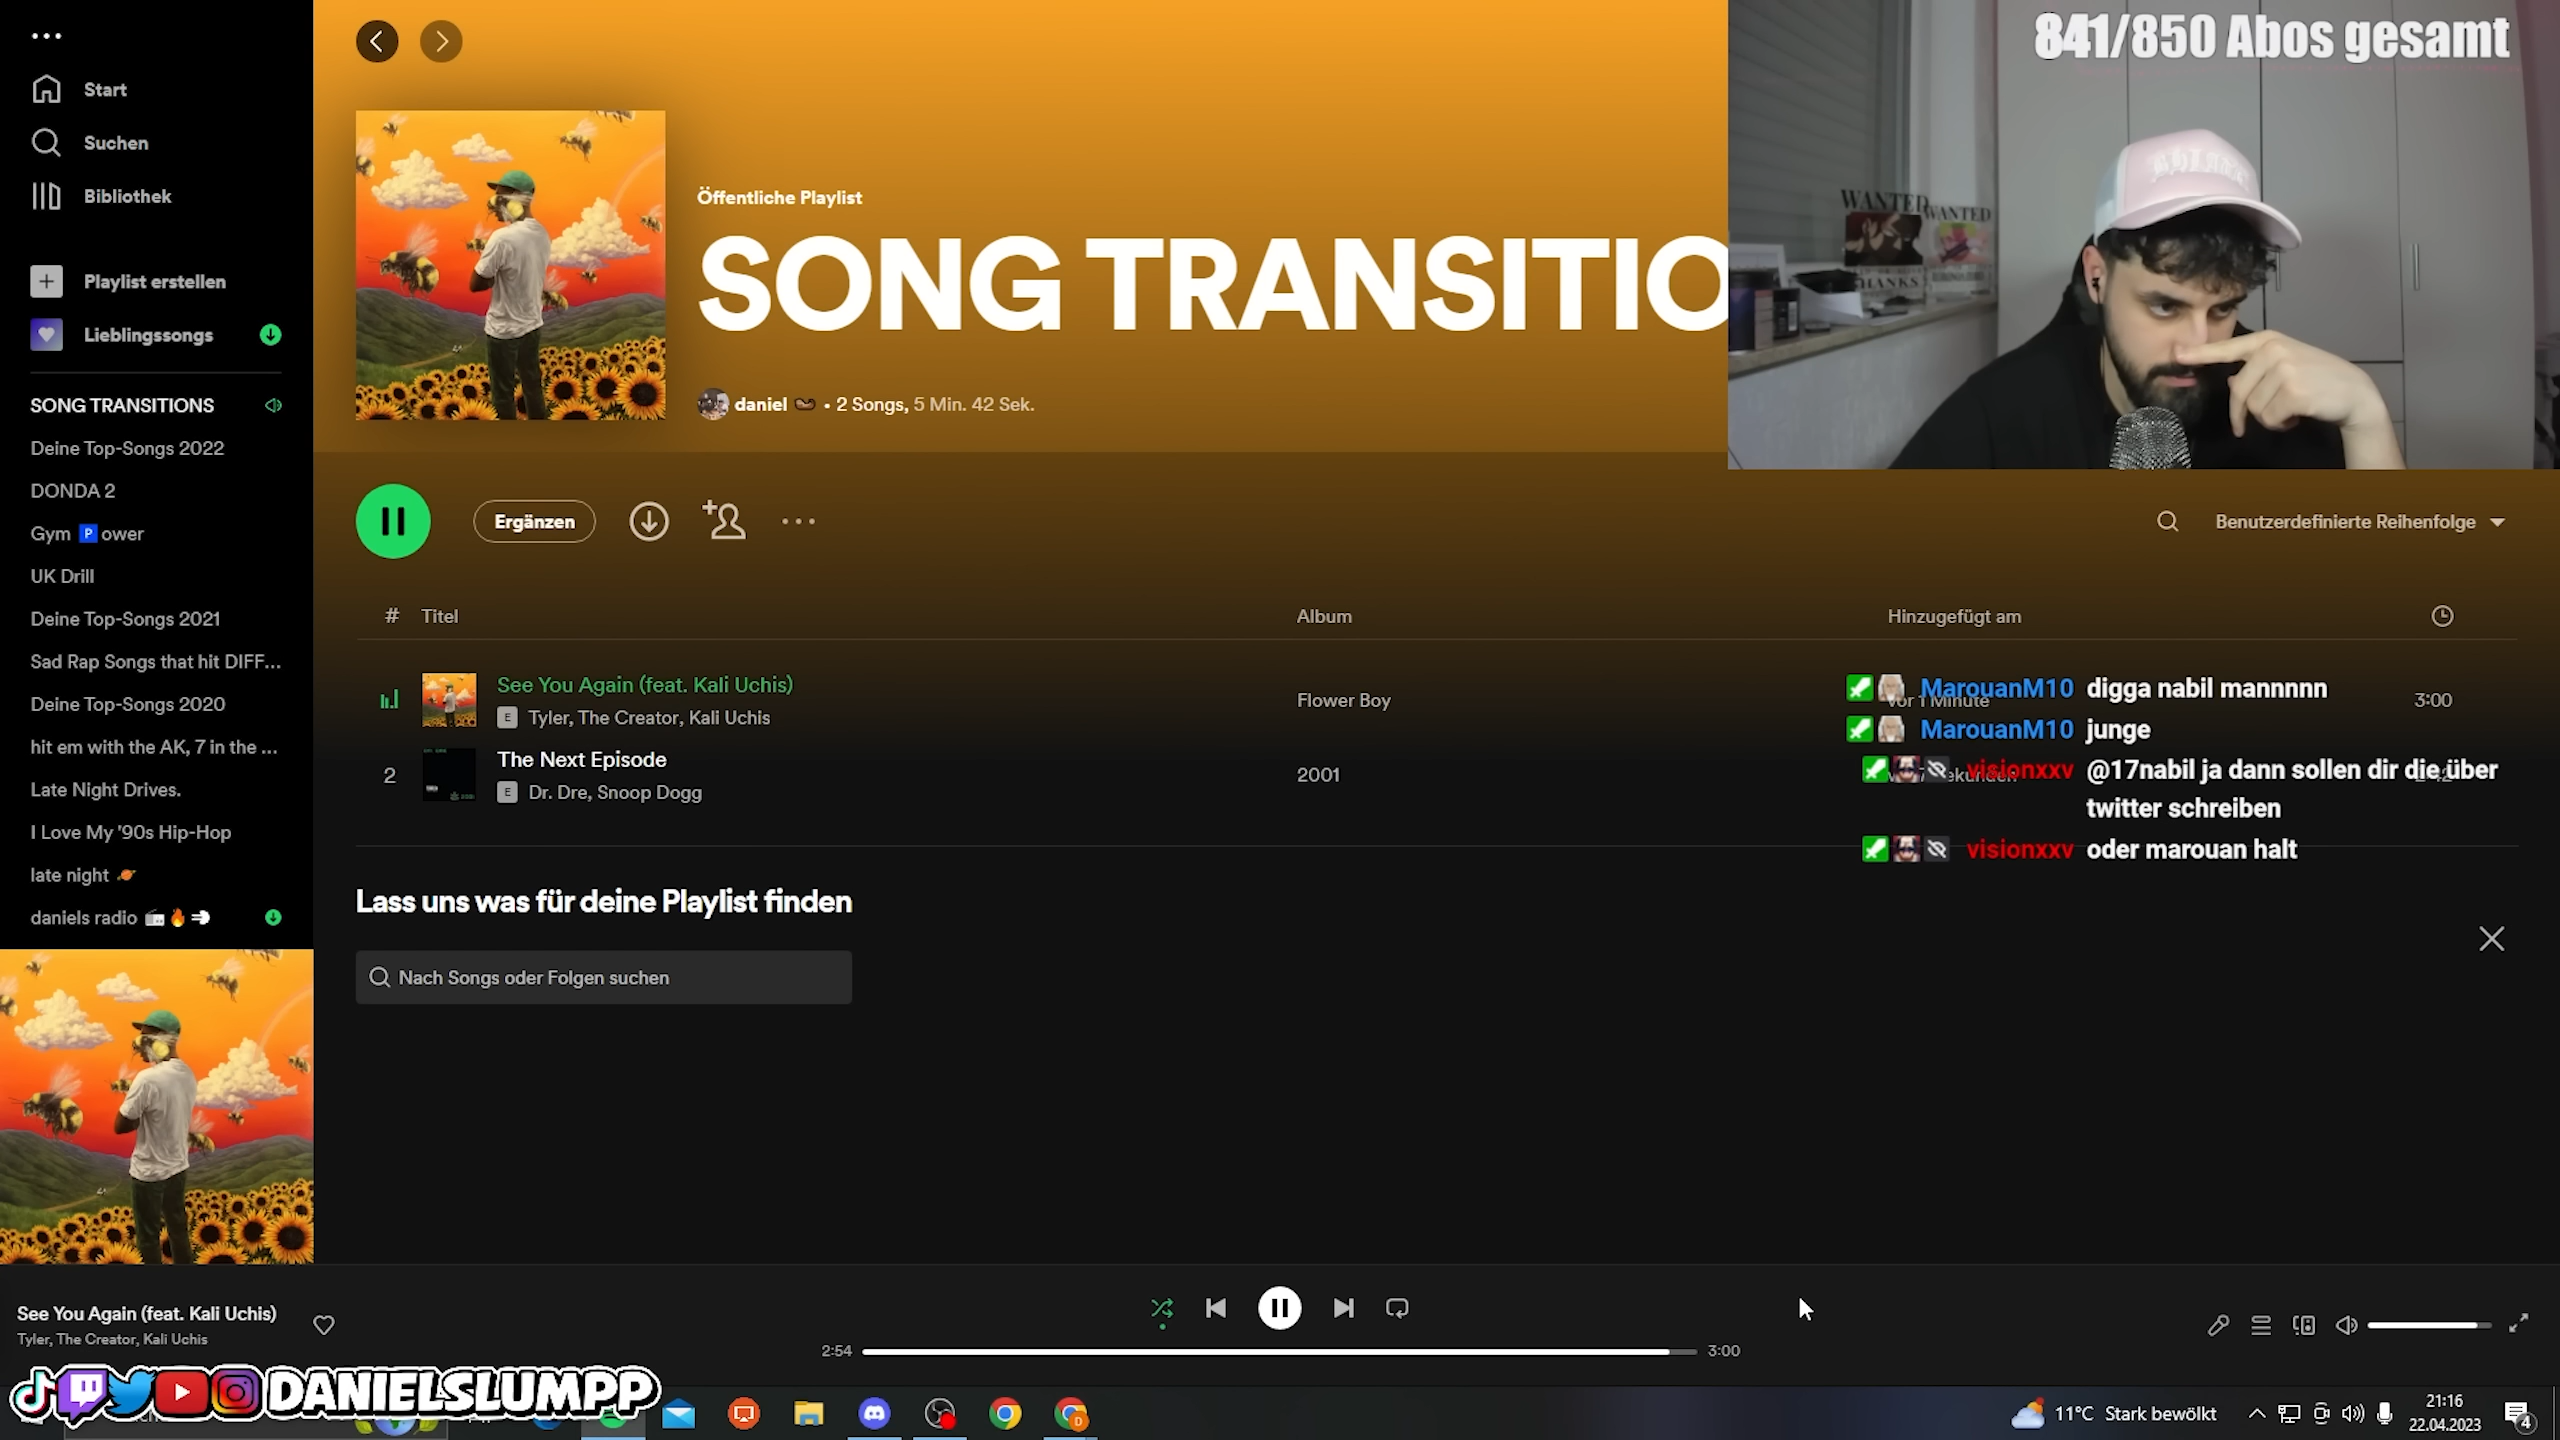 841/850 Abos gesamt
Start
Suchen
Bibliothek
Playlist erstellen
Lieblingssongs
SONG TRANSITIONS
Deine Top-Songs 2022
DONDA 2
Gym 🅿️ower
UK Drill
Deine Top-Songs 2021
Sad Rap Songs that hit DIFF...
Deine Top-Songs 2020
hit em with the AK, 7 in the ...
Late Night Drives.
I Love My '90s Hip-Hop
late night
daniels radio
Öffentliche Playlist
SONG TRANSITIO
daniel • 2 Songs, 5 Min. 42 Sek.
WANTED
WANTED
Ergänzen
Benutzerdefinierte Reihenfolge
# Titel Album Hinzugefügt am
See You Again (feat. Kali Uchis)
E Tyler, The Creator, Kali Uchis
Flower Boy
vor 1 Minute
3:00
2 The Next Episode
E Dr. Dre, Snoop Dogg
2001
MarouanM10 digga nabil mannnnn
MarouanM10 junge
visionxxv @17nabil ja dann sollen dir die über
twitter schreiben
visionxxv oder marouan halt
Lass uns was für deine Playlist finden
Nach Songs oder Folgen suchen
See You Again (feat. Kali Uchis)
Tyler, The Creator, Kali Uchis
2:54
3:00
DANIELSLUMPP
11°C Stark bewölkt
21:16
22.04.2023
4